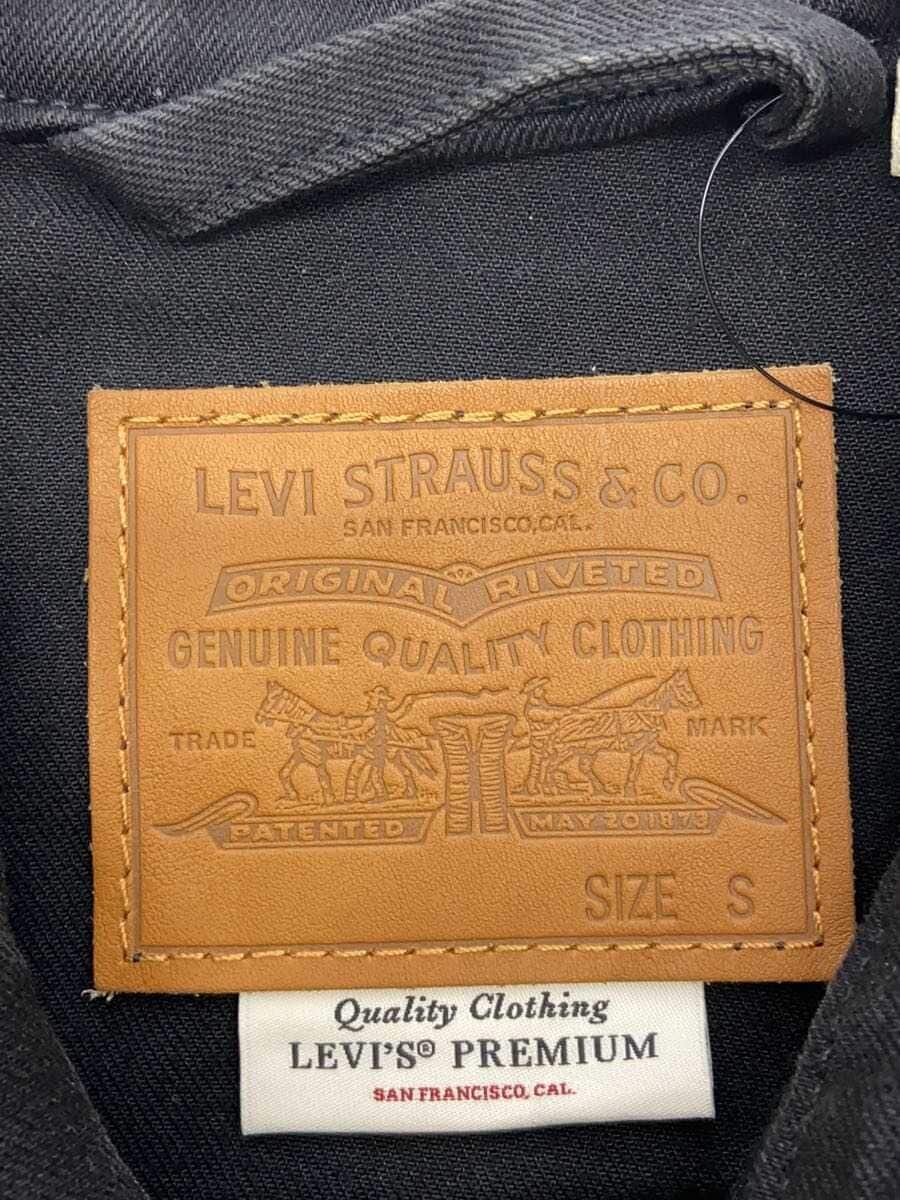 LEVI STRAUSS & CO.
SAN FRANCISCO, CAL.
ORIGINAL RIVETED
GENUINE QUALITY CLOTHING
TRADE MARK
PATENTED MAY 20 1873
SIZE S
Quality Clothing
LEVI'S® PREMIUM
SAN FRANCISCO, CAL.